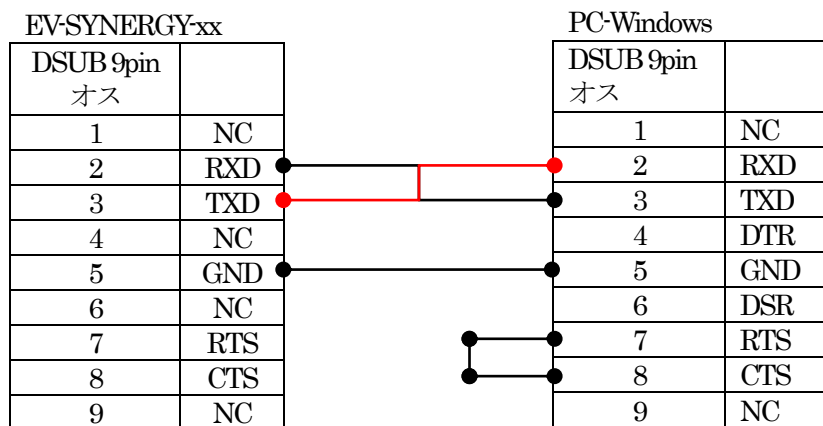 EV-SYNERGY-xx
DSUB 9pin
オス
1 NC
2 RXD
3 TXD
4 NC
5 GND
6 NC
7 RTS
8 CTS
9 NC
PC-Windows
DSUB 9pin
オス
1 NC
2 RXD
3 TXD
4 DTR
5 GND
6 DSR
7 RTS
8 CTS
9 NC